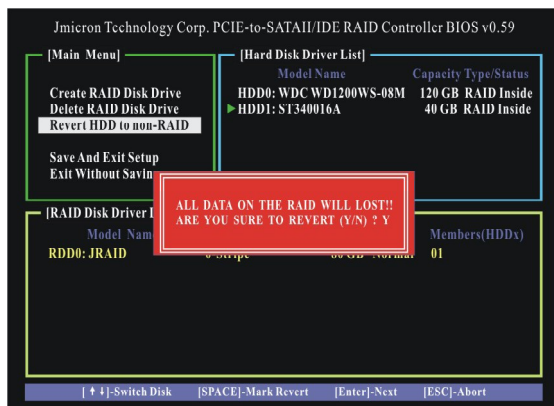 Jmicron Technology Corp. PCIE-to-SATAII/IDE RAID Controller BIOS v0.59
[Main Menu]
Create RAID Disk Drive
Delete RAID Disk Drive
Revert HDD to non-RAID
Save And Exit Setup
Exit Without
[Hard Disk Driver List]
Model Name Capacity Type/Status
HDD0: WDC WD1200WS-08M 120 GB RAID Inside
HDD1: ST340016A 40 GB RAID Inside
ALL DATA ON THE RAID WILL LOST!!
ARE YOU SURE TO REVERT (Y/N) ? Y
[RAID Disk Driver
Model Members(HDDx)
RDD0: JRAID 0-Stripe 80 GB Normal 01
[↑↓]-Switch Disk [SPACE]-Mark Revert [Enter]-Next [ESC]-Abort